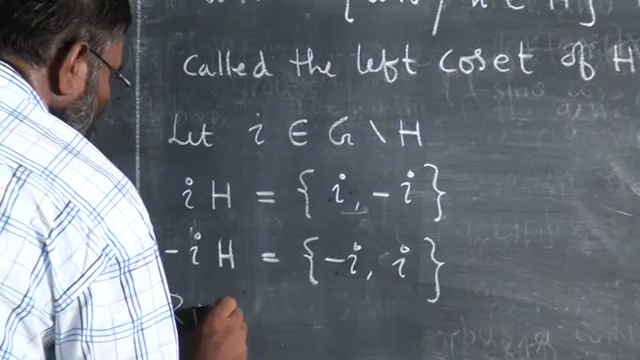 called the left coset of H
Let i ∈ G \ H
iH = { i, -i }
-iH = { -i, i }